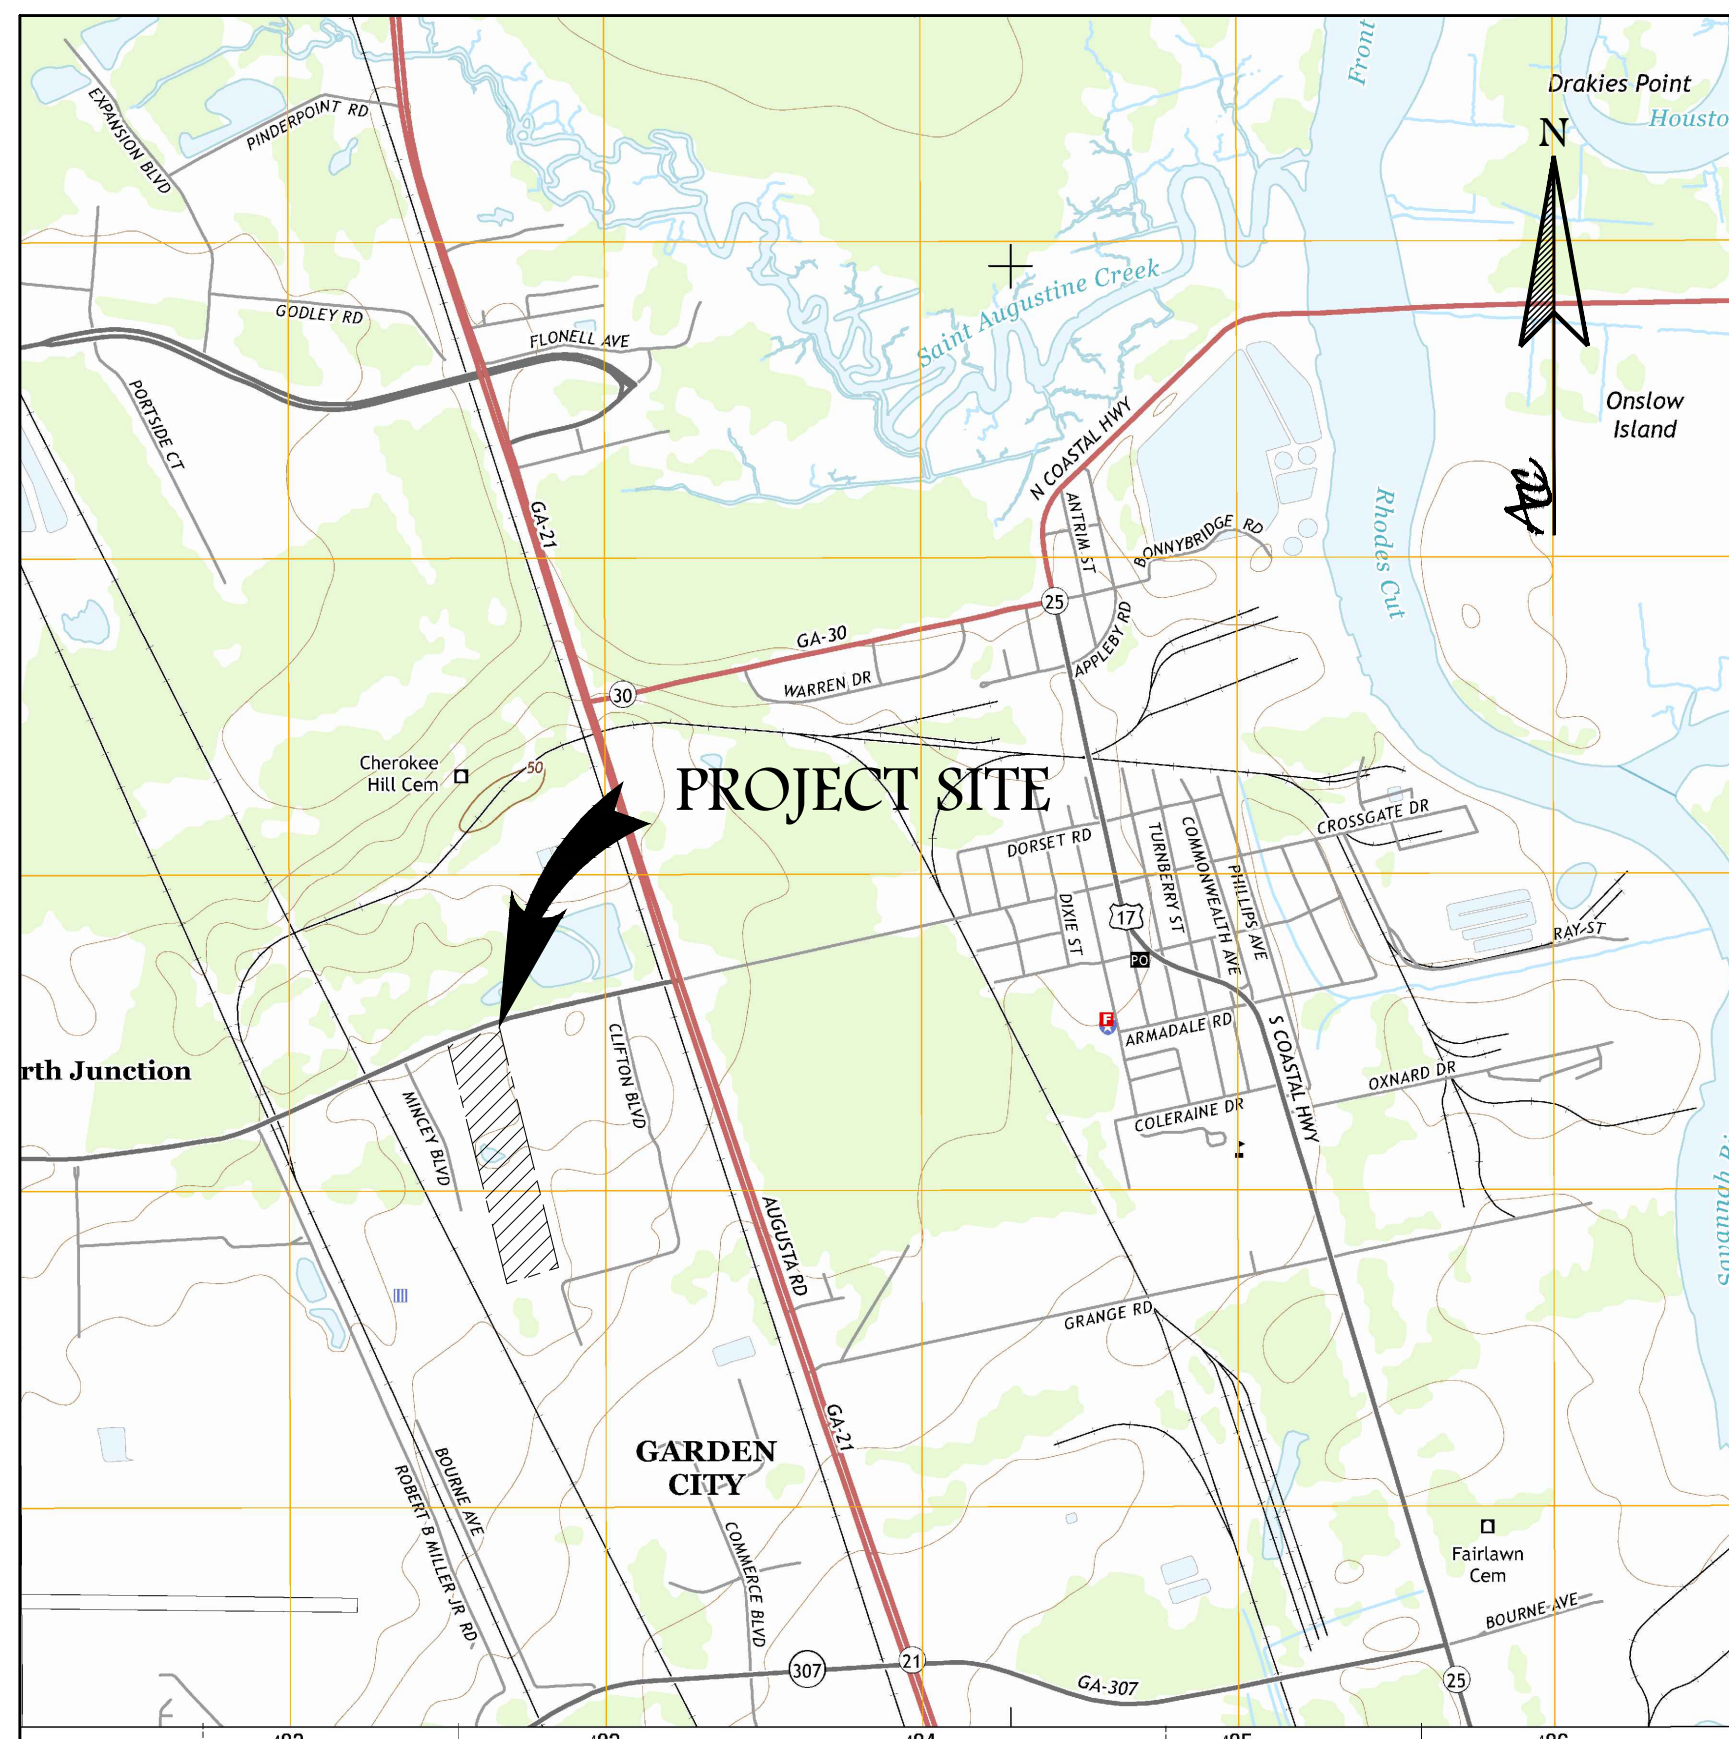 Front
Drakies Point
Housto
N
EXPANSION BLVD
PINDERPOINT RD
Saint Augustine Creek
GODLEY RD
FLONELL AVE
PORTSIDE CT
N COASTAL HWY
Onslow
Island
GA-21
ANTRIM ST
BONNYBRIDGE RD
Rhodes Cut
25
GA-30
APPLEBY RD
WARREN DR
30
Cherokee
Hill Cem
50
PROJECT SITE
DORSET RD
TURNBERRY ST
COMMONWEALTH AVE
PHILLIPS AVE
CROSSGATE DR
DIXIE ST
17
PO
RAY ST
F
ARMADALE RD
S COASTAL HWY
CLIFTON BLVD
rth Junction
MINCEY BLVD
OXNARD DR
COLERAINE DR
AUGUSTA RD
GRANGE RD
GA-21
GARDEN
CITY
BOURNE AVE
ROBERT B MILLER JR RD
COMMERCE BLVD
Fairlawn
Cem
BOURNE AVE
307
21
GA-307
25